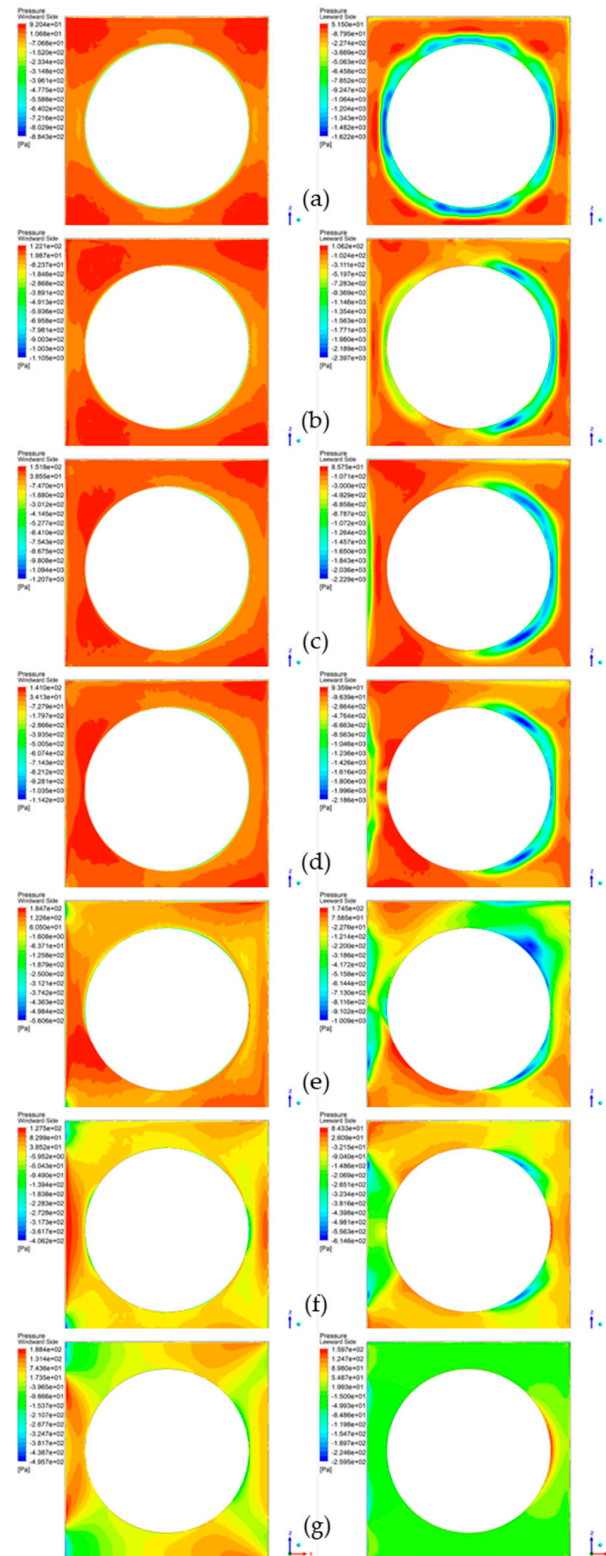 Pressure
Windward Side
9.204e+01
1.068e+01
-7.068e+01
-1.520e+02
-2.334e+02
-3.148e+02
-3.961e+02
-4.775e+02
-5.588e+02
-6.402e+02
-7.216e+02
-8.029e+02
-8.843e+02
[Pa]
Pressure
Leeward Side
5.150e+01
-8.795e+01
-2.274e+02
-3.669e+02
-5.063e+02
-6.458e+02
-7.852e+02
-9.247e+02
-1.064e+03
-1.204e+03
-1.343e+03
-1.482e+03
-1.622e+03
[Pa]
Z
Z
(a)
Pressure
Windward Side
1.221e+02
1.987e+01
-8.237e+01
-1.846e+02
-2.868e+02
-3.891e+02
-4.913e+02
-5.936e+02
-6.958e+02
-7.981e+02
-9.003e+02
-1.003e+03
-1.105e+03
[Pa]
Pressure
Leeward Side
1.062e+02
-1.024e+02
-3.111e+02
-5.197e+02
-7.283e+02
-9.369e+02
-1.146e+03
-1.354e+03
-1.563e+03
-1.771e+03
-1.980e+03
-2.189e+03
-2.397e+03
[Pa]
Z
Z
(b)
Pressure
Windward Side
1.518e+02
3.855e+01
-7.470e+01
-1.880e+02
-3.012e+02
-4.145e+02
-5.277e+02
-6.410e+02
-7.543e+02
-8.675e+02
-9.808e+02
-1.094e+03
-1.207e+03
[Pa]
Pressure
Leeward Side
8.575e+01
-1.071e+02
-3.000e+02
-4.929e+02
-6.858e+02
-8.787e+02
-1.072e+03
-1.264e+03
-1.457e+03
-1.650e+03
-1.843e+03
-2.036e+03
-2.229e+03
[Pa]
Z
Z
(c)
Pressure
Windward Side
1.410e+02
3.413e+01
-7.279e+01
-1.797e+02
-2.866e+02
-3.935e+02
-5.005e+02
-6.074e+02
-7.143e+02
-8.212e+02
-9.281e+02
-1.035e+03
-1.142e+03
[Pa]
Pressure
Leeward Side
9.359e+01
-9.639e+01
-2.864e+02
-4.764e+02
-6.663e+02
-8.563e+02
-1.046e+03
-1.236e+03
-1.426e+03
-1.616e+03
-1.806e+03
-1.996e+03
-2.186e+03
[Pa]
Z
Z
(d)
Pressure
Windward Side
1.847e+02
1.226e+02
6.050e+01
-1.608e+00
-6.371e+01
-1.258e+02
-1.879e+02
-2.500e+02
-3.121e+02
-3.742e+02
-4.363e+02
-4.984e+02
-5.606e+02
[Pa]
Pressure
Leeward Side
1.745e+02
7.585e+01
-2.276e+01
-1.214e+02
-2.200e+02
-3.186e+02
-4.172e+02
-5.158e+02
-6.144e+02
-7.130e+02
-8.116e+02
-9.102e+02
-1.009e+03
[Pa]
Z
Z
(e)
Pressure
Windward Side
1.275e+02
8.299e+01
3.852e+01
-5.952e+00
-5.043e+01
-9.490e+01
-1.394e+02
-1.838e+02
-2.283e+02
-2.728e+02
-3.173e+02
-3.617e+02
-4.062e+02
[Pa]
Pressure
Leeward Side
8.433e+01
2.609e+01
-3.215e+01
-9.040e+01
-1.486e+02
-2.069e+02
-2.651e+02
-3.234e+02
-3.816e+02
-4.398e+02
-4.981e+02
-5.563e+02
-6.146e+02
[Pa]
Z
Z
(f)
Pressure
Windward Side
1.884e+02
1.314e+02
7.436e+01
1.735e+01
-3.965e+01
-9.666e+01
-1.537e+02
-2.107e+02
-2.677e+02
-3.247e+02
-3.817e+02
-4.387e+02
-4.957e+02
[Pa]
Pressure
Leeward Side
1.597e+02
1.247e+02
8.980e+01
5.487e+01
1.993e+01
-1.500e+01
-4.993e+01
-8.486e+01
-1.198e+02
-1.547e+02
-1.897e+02
-2.246e+02
-2.595e+02
[Pa]
Z
Z
(g)